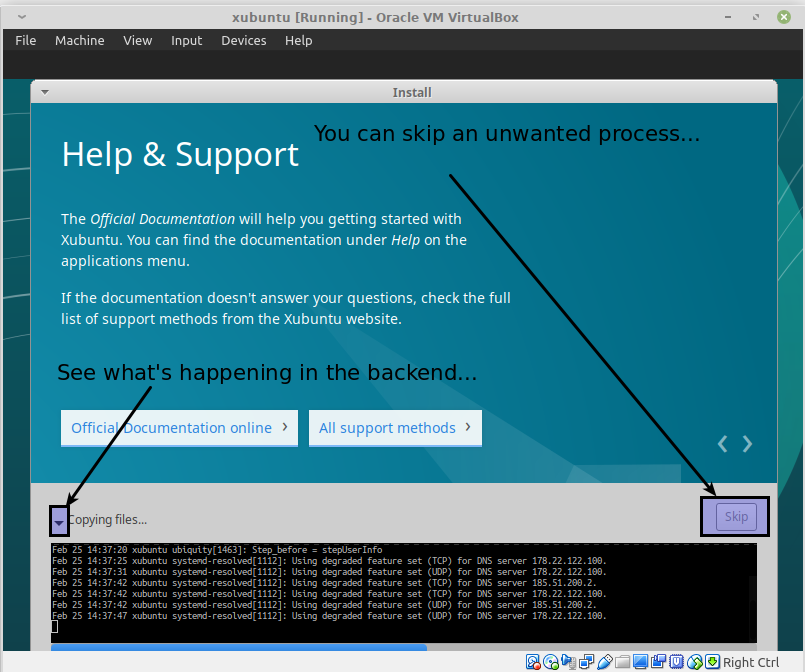 xubuntu [Running] - Oracle VM VirtualBox
File Machine View Input Devices Help
Install
You can skip an unwanted process...
Help & Support
The Official Documentation will help you getting started with
Xubuntu. You can find the documentation under Help on the
applications menu.
If the documentation doesn't answer your questions, check the full
list of support methods from the Xubuntu website.
See what's happening in the backend...
Official Documentation online
All support methods
Copying files...
Skip
Feb 25 14:37:20 xubuntu ubiquity[1463]: Step_before = stepUserInfo
Feb 25 14:37:25 xubuntu systemd-resolved[1112]: Using degraded feature set (TCP) for DNS server 178.22.122.100.
Feb 25 14:37:31 xubuntu systemd-resolved[1112]: Using degraded feature set (UDP) for DNS server 178.22.122.100.
Feb 25 14:37:42 xubuntu systemd-resolved[1112]: Using degraded feature set (TCP) for DNS server 185.51.200.2.
Feb 25 14:37:42 xubuntu systemd-resolved[1112]: Using degraded feature set (TCP) for DNS server 178.22.122.100.
Feb 25 14:37:42 xubuntu systemd-resolved[1112]: Using degraded feature set (UDP) for DNS server 185.51.200.2.
Feb 25 14:37:47 xubuntu systemd-resolved[1112]: Using degraded feature set (UDP) for DNS server 178.22.122.100.
Right Ctrl